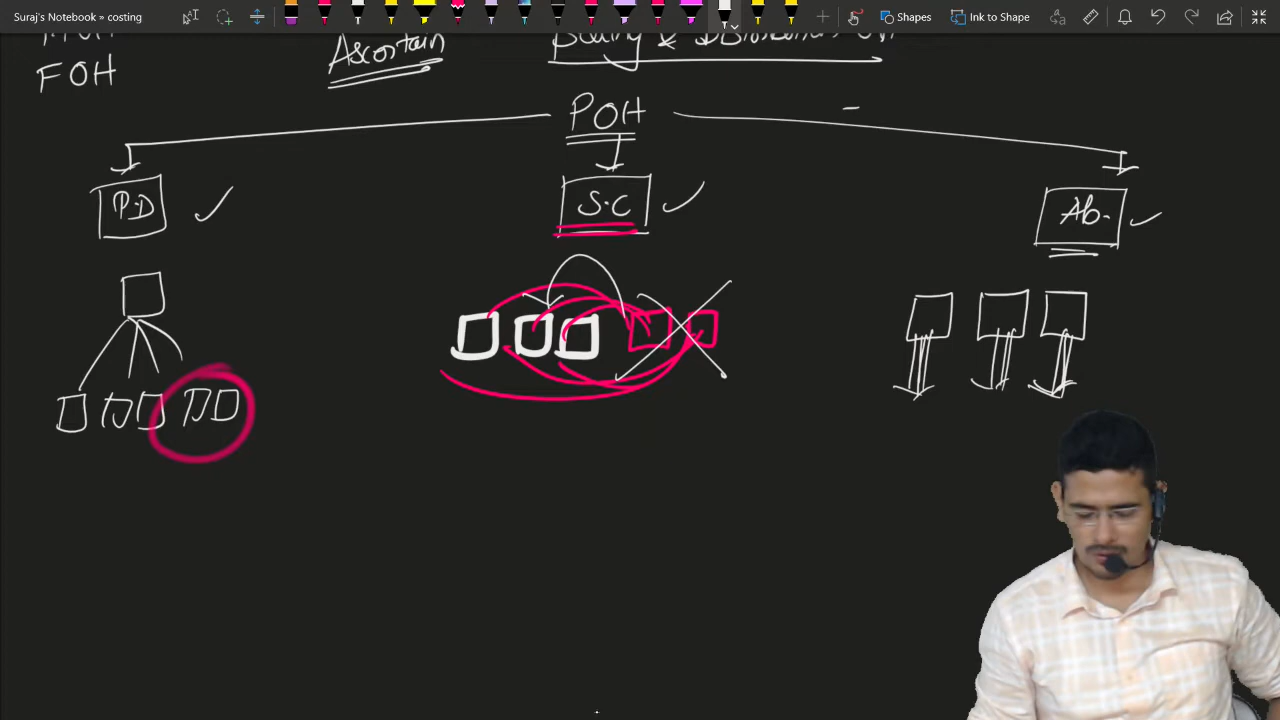 Suraj's Notebook » costing
Shapes
Ink to Shape
FOH
Ascertain
POH
P.D
S.C
Ab.